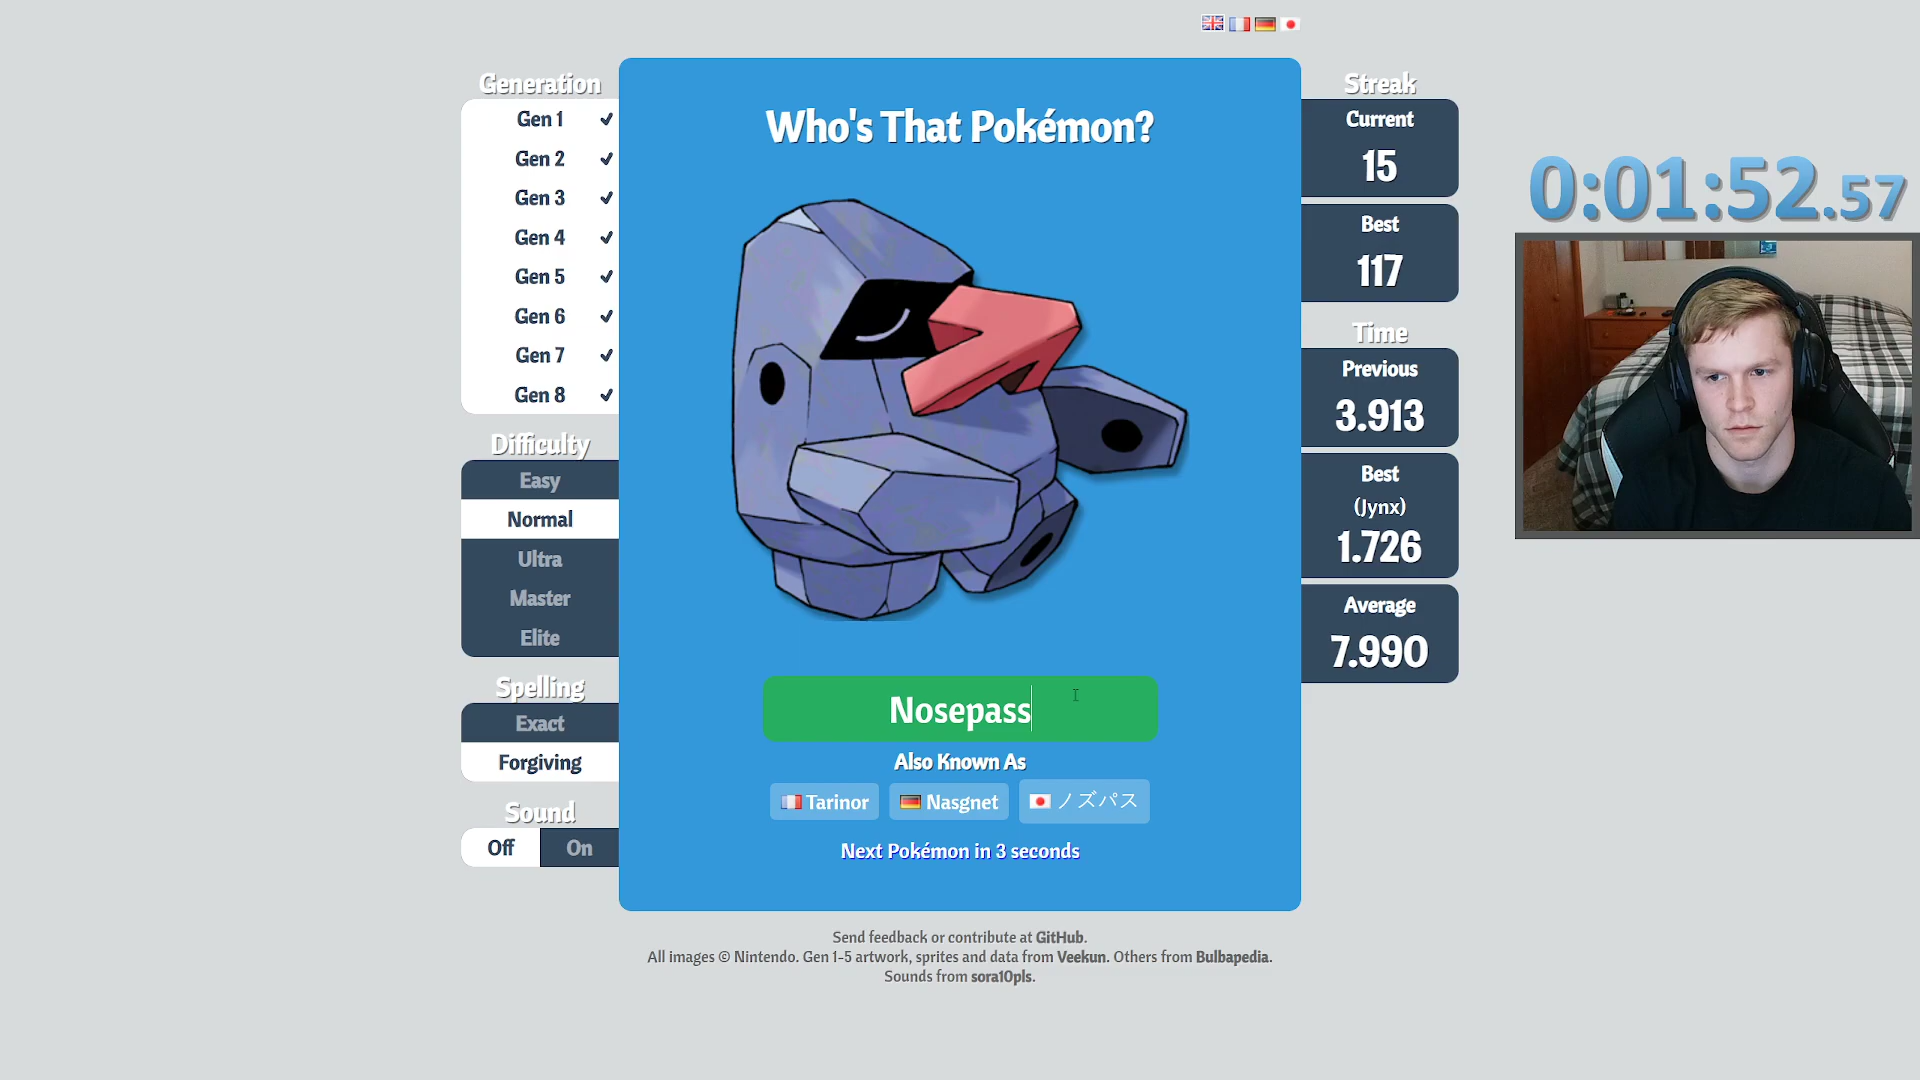 Generation
Gen 1
Gen 2
Gen 3
Gen 4
Gen 5
Gen 6
Gen 7
Gen 8
Difficulty
Easy
Normal
Ultra
Master
Elite
Spelling
Exact
Forgiving
Sound
Off On
Who's That Pokémon?
Nosepass
Also Known As
Tarinor Nasgnet ノズパス
Next Pokémon in 3 seconds
Send feedback or contribute at GitHub.
All images © Nintendo. Gen 1-5 artwork, sprites and data from Veekun. Others from Bulbapedia.
Sounds from sora10pls.
Streak
Current
15
Best
117
Time
Previous
3.913
Best
(Jynx)
1.726
Average
7.990
0:01:52.57